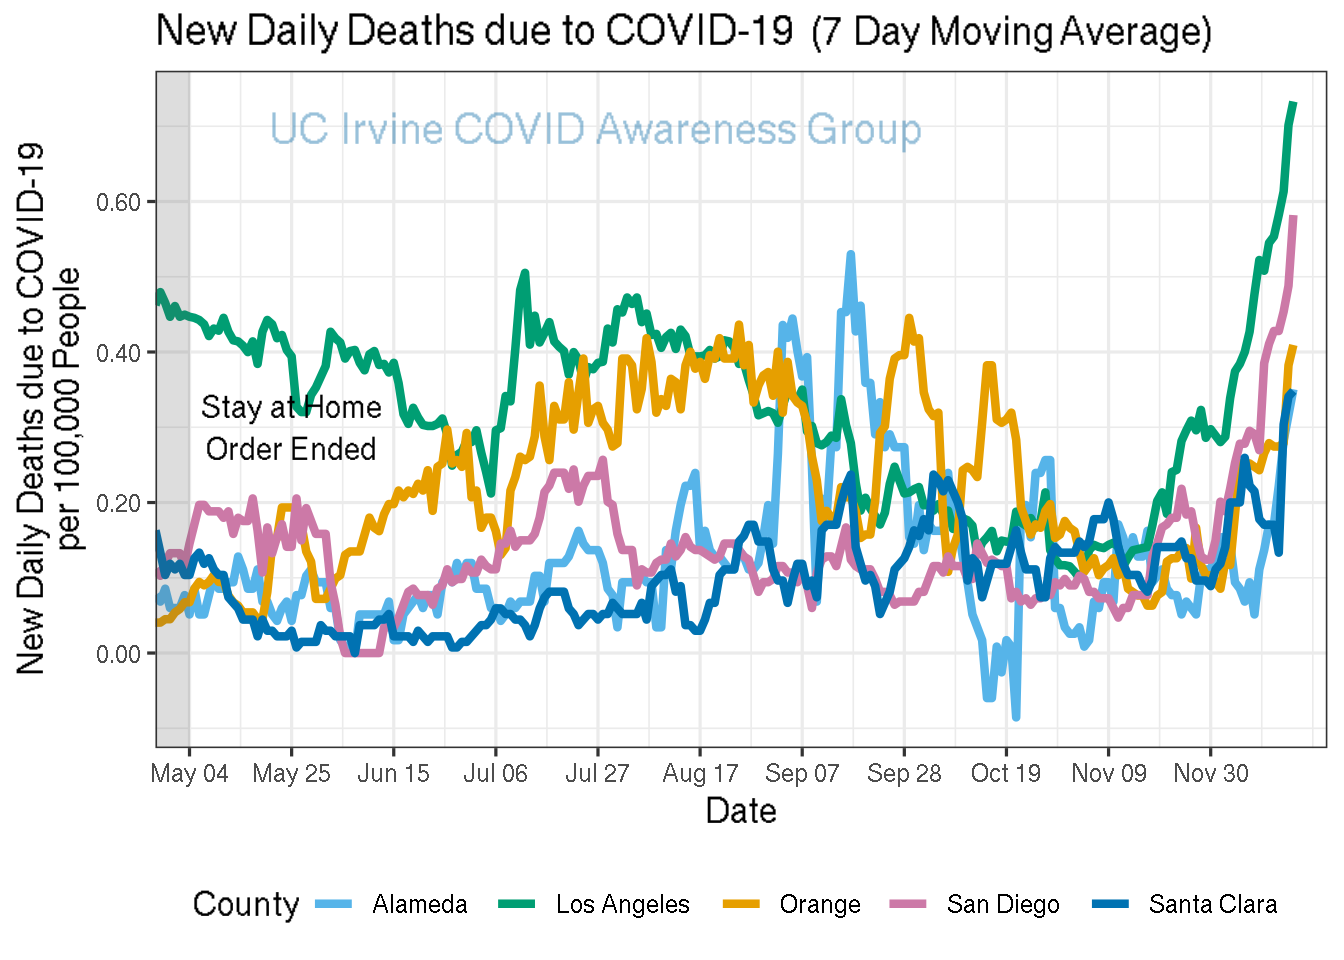 New Daily Deaths due to COVID-19 (7 Day Moving Average)
UC Irvine COVID Awareness Group
New Daily Deaths due to COVID-19
per 100,000 People
0.60
0.40
0.20
0.00
Stay at Home
Order Ended
May 04 May 25 Jun 15 Jul 06 Jul 27 Aug 17 Sep 07 Sep 28 Oct 19 Nov 09 Nov 30
Date
County Alameda Los Angeles Orange San Diego Santa Clara